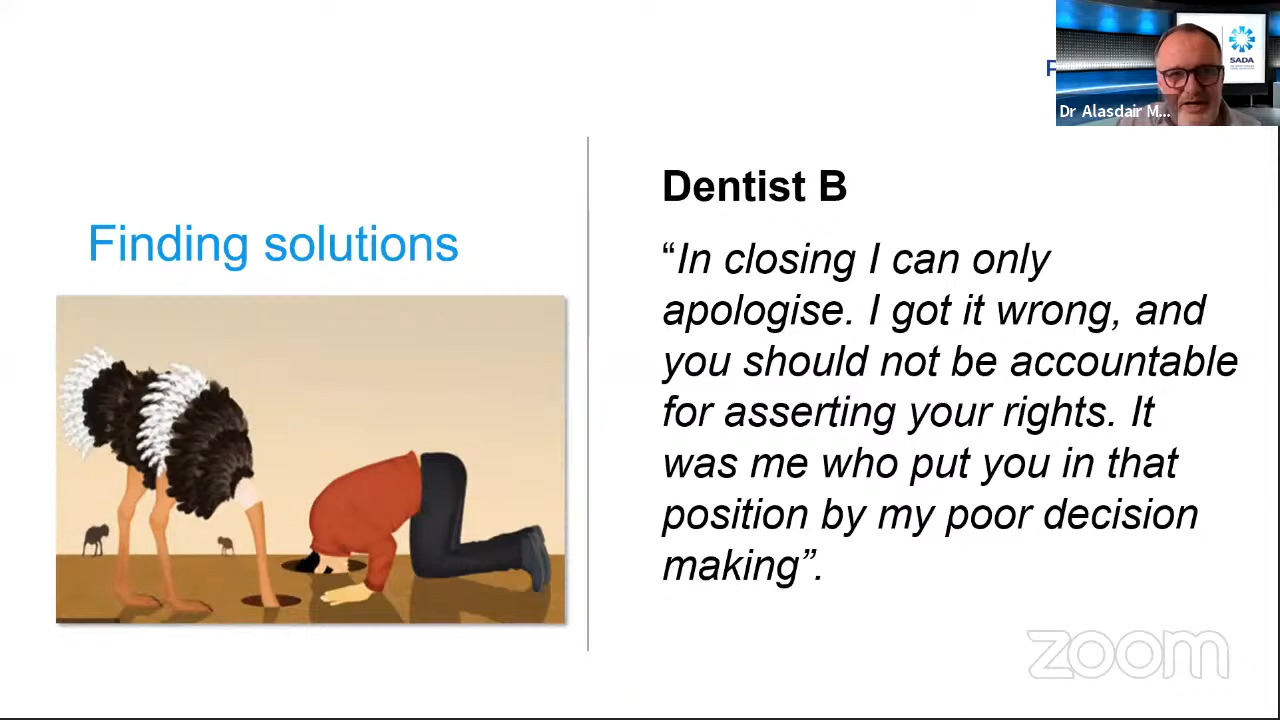 SADA
F
Dr Alasdair M...
Dentist B
Finding solutions
“In closing I can only
apologise. I got it wrong, and
you should not be accountable
for asserting your rights. It
was me who put you in that
position by my poor decision
making”.
zoom